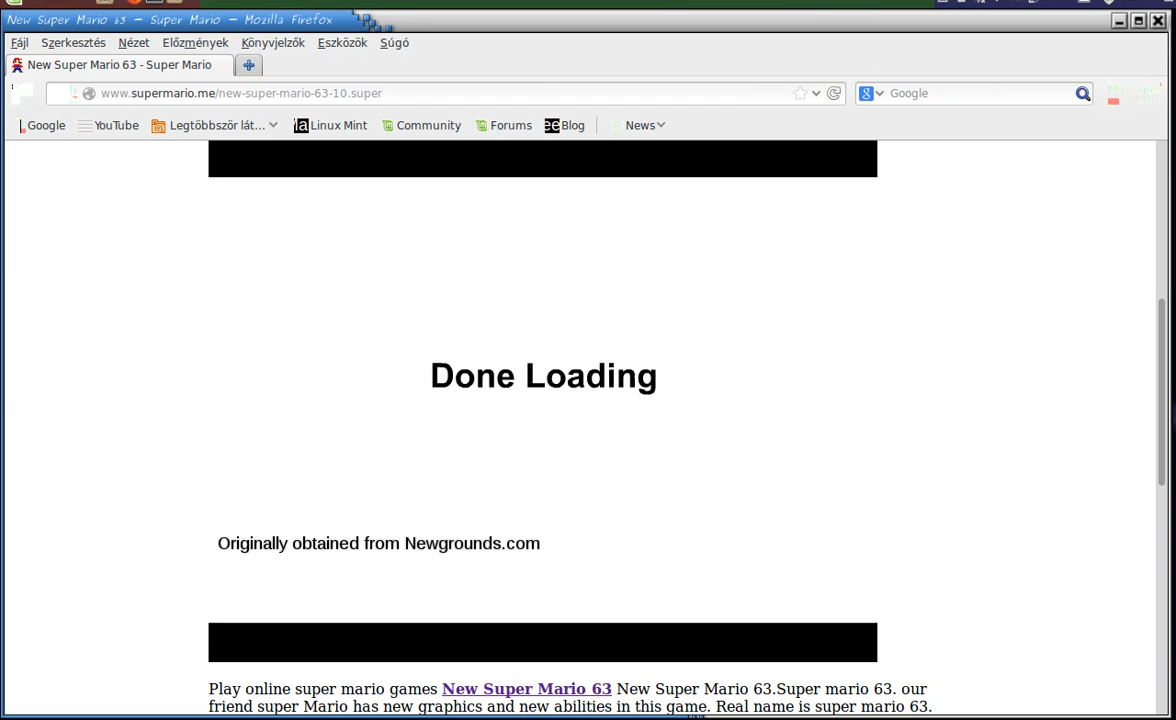 New Super Mario 63 - Super Mario - Mozilla Firefox
Fájl Szerkesztés Nézet Előzmények Könyvjelzők Eszközök Súgó
New Super Mario 63 - Super Mario
www.supermario.me/new-super-mario-63-10.super Google
Google YouTube Legtöbbször lát... Linux Mint Community Forums Blog News
Done Loading
Originally obtained from Newgrounds.com
Play online super mario games New Super Mario 63 New Super Mario 63.Super mario 63. our
friend super Mario has new graphics and new abilities in this game. Real name is super mario 63.